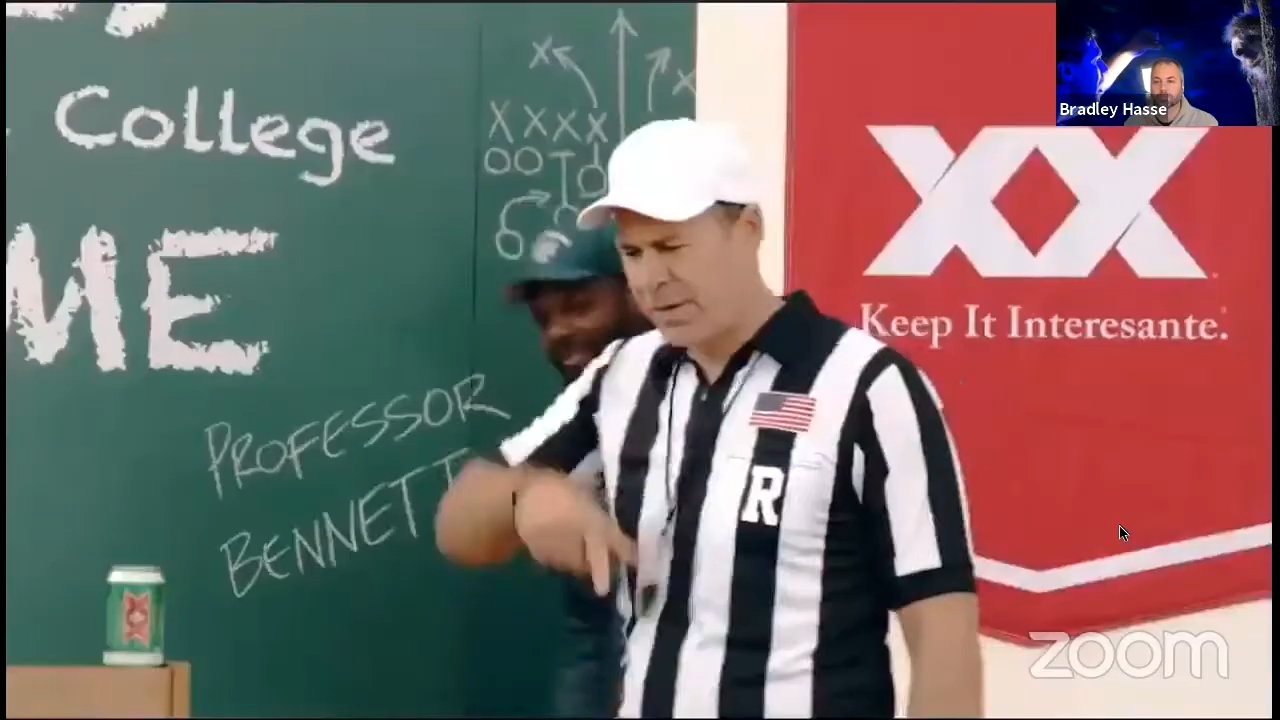 College
ME
PROFESSOR
BENNETT
XX
Keep It Interesante.
R
Bradley Hasse
zoom